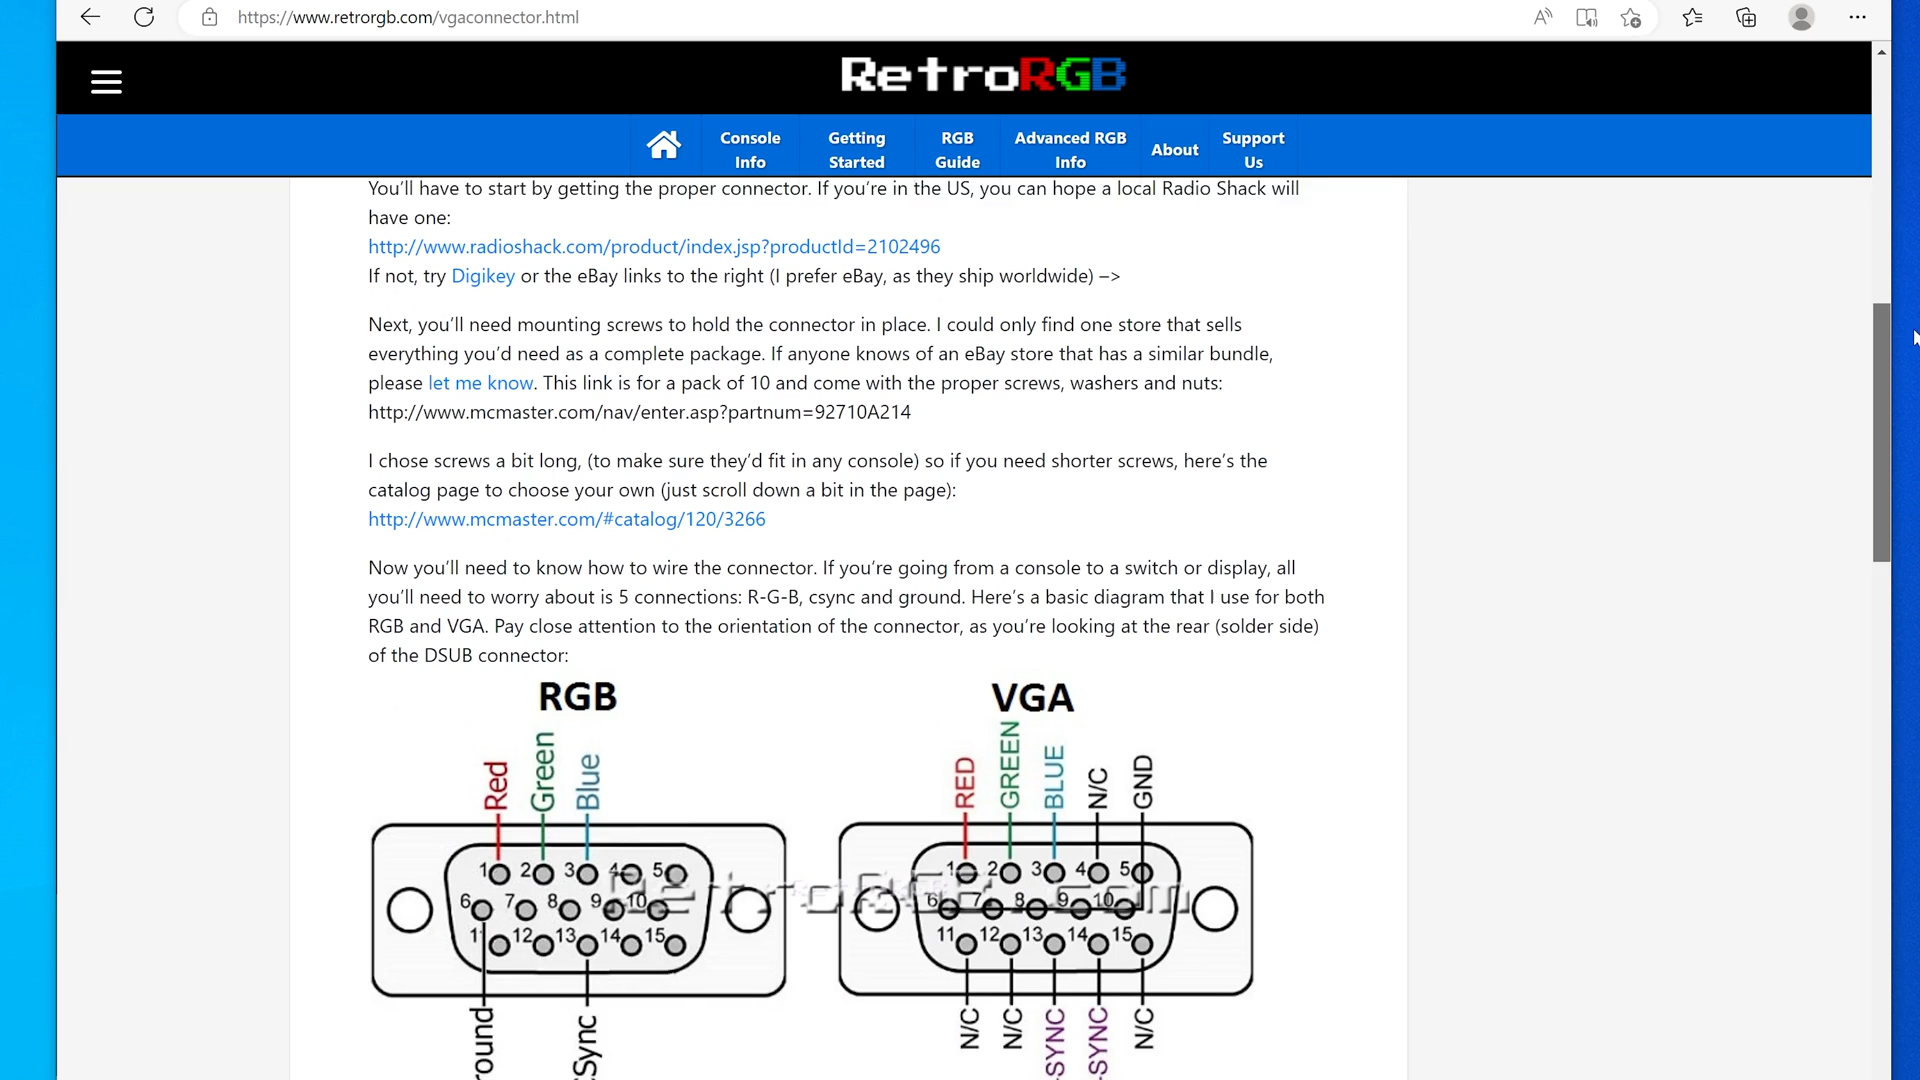 https://www.retrorgb.com/vgaconnector.html
RetroRGB
Console Info
Getting Started
RGB Guide
Advanced RGB Info
About
Support Us
You'll have to start by getting the proper connector. If you're in the US, you can hope a local Radio Shack will
have one:
http://www.radioshack.com/product/index.jsp?productId=2102496
If not, try Digikey or the eBay links to the right (I prefer eBay, as they ship worldwide) –>
Next, you'll need mounting screws to hold the connector in place. I could only find one store that sells
everything you'd need as a complete package. If anyone knows of an eBay store that has a similar bundle,
please let me know. This link is for a pack of 10 and come with the proper screws, washers and nuts:
http://www.mcmaster.com/nav/enter.asp?partnum=92710A214
I chose screws a bit long, (to make sure they'd fit in any console) so if you need shorter screws, here's the
catalog page to choose your own (just scroll down a bit in the page):
http://www.mcmaster.com/#catalog/120/3266
Now you'll need to know how to wire the connector. If you're going from a console to a switch or display, all
you'll need to worry about is 5 connections: R-G-B, csync and ground. Here's a basic diagram that I use for both
RGB and VGA. Pay close attention to the orientation of the connector, as you're looking at the rear (solder side)
of the DSUB connector:
RGB
VGA
Red Green Blue
RED GREEN BLUE N/C GND
1 2 3 4 5
1 2 3 4 5
RetroRGB.com
6 7 8 9 10
6 7 8 9 10
12 13 14 15
11 12 13 14 15
round Sync
N/C N/C -SYNC -SYNC N/C